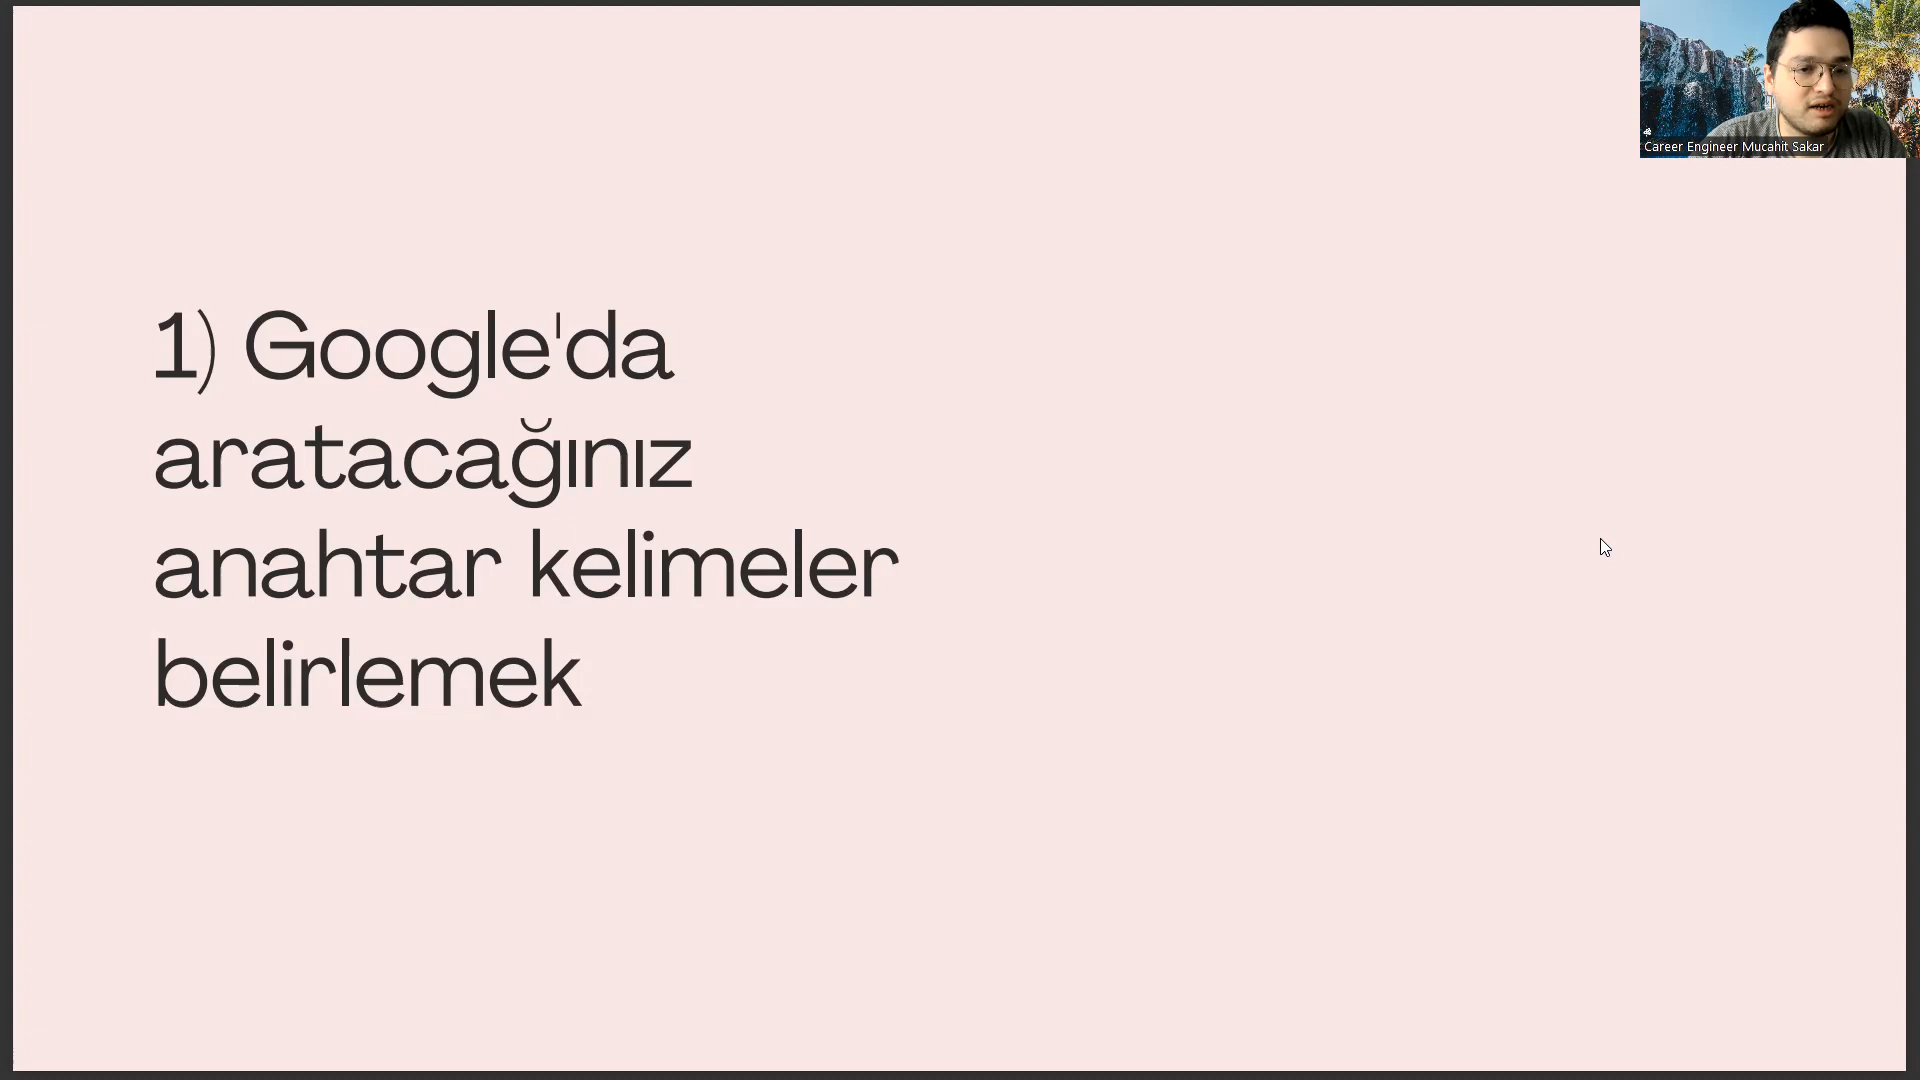 Career Engineer Mucahit Sakar
1) Google'da
aratacağınız
anahtar kelimeler
belirlemek